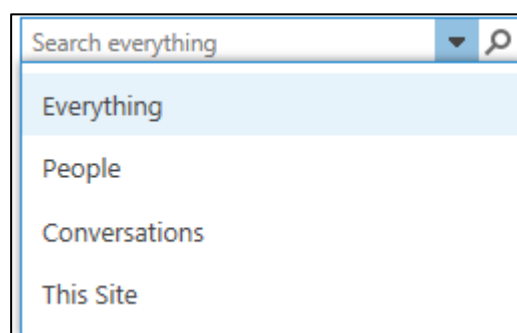 Search everything
Everything
People
Conversations
This Site